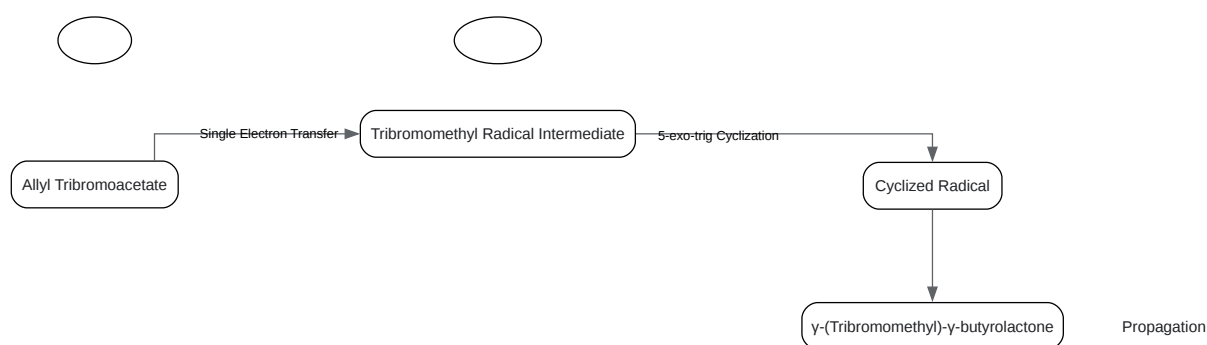 Single Electron Transfer
Tribromomethyl Radical Intermediate
5-exo-trig Cyclization
Allyl Tribromoacetate
Cyclized Radical
γ-(Tribromomethyl)-γ-butyrolactone
Propagation